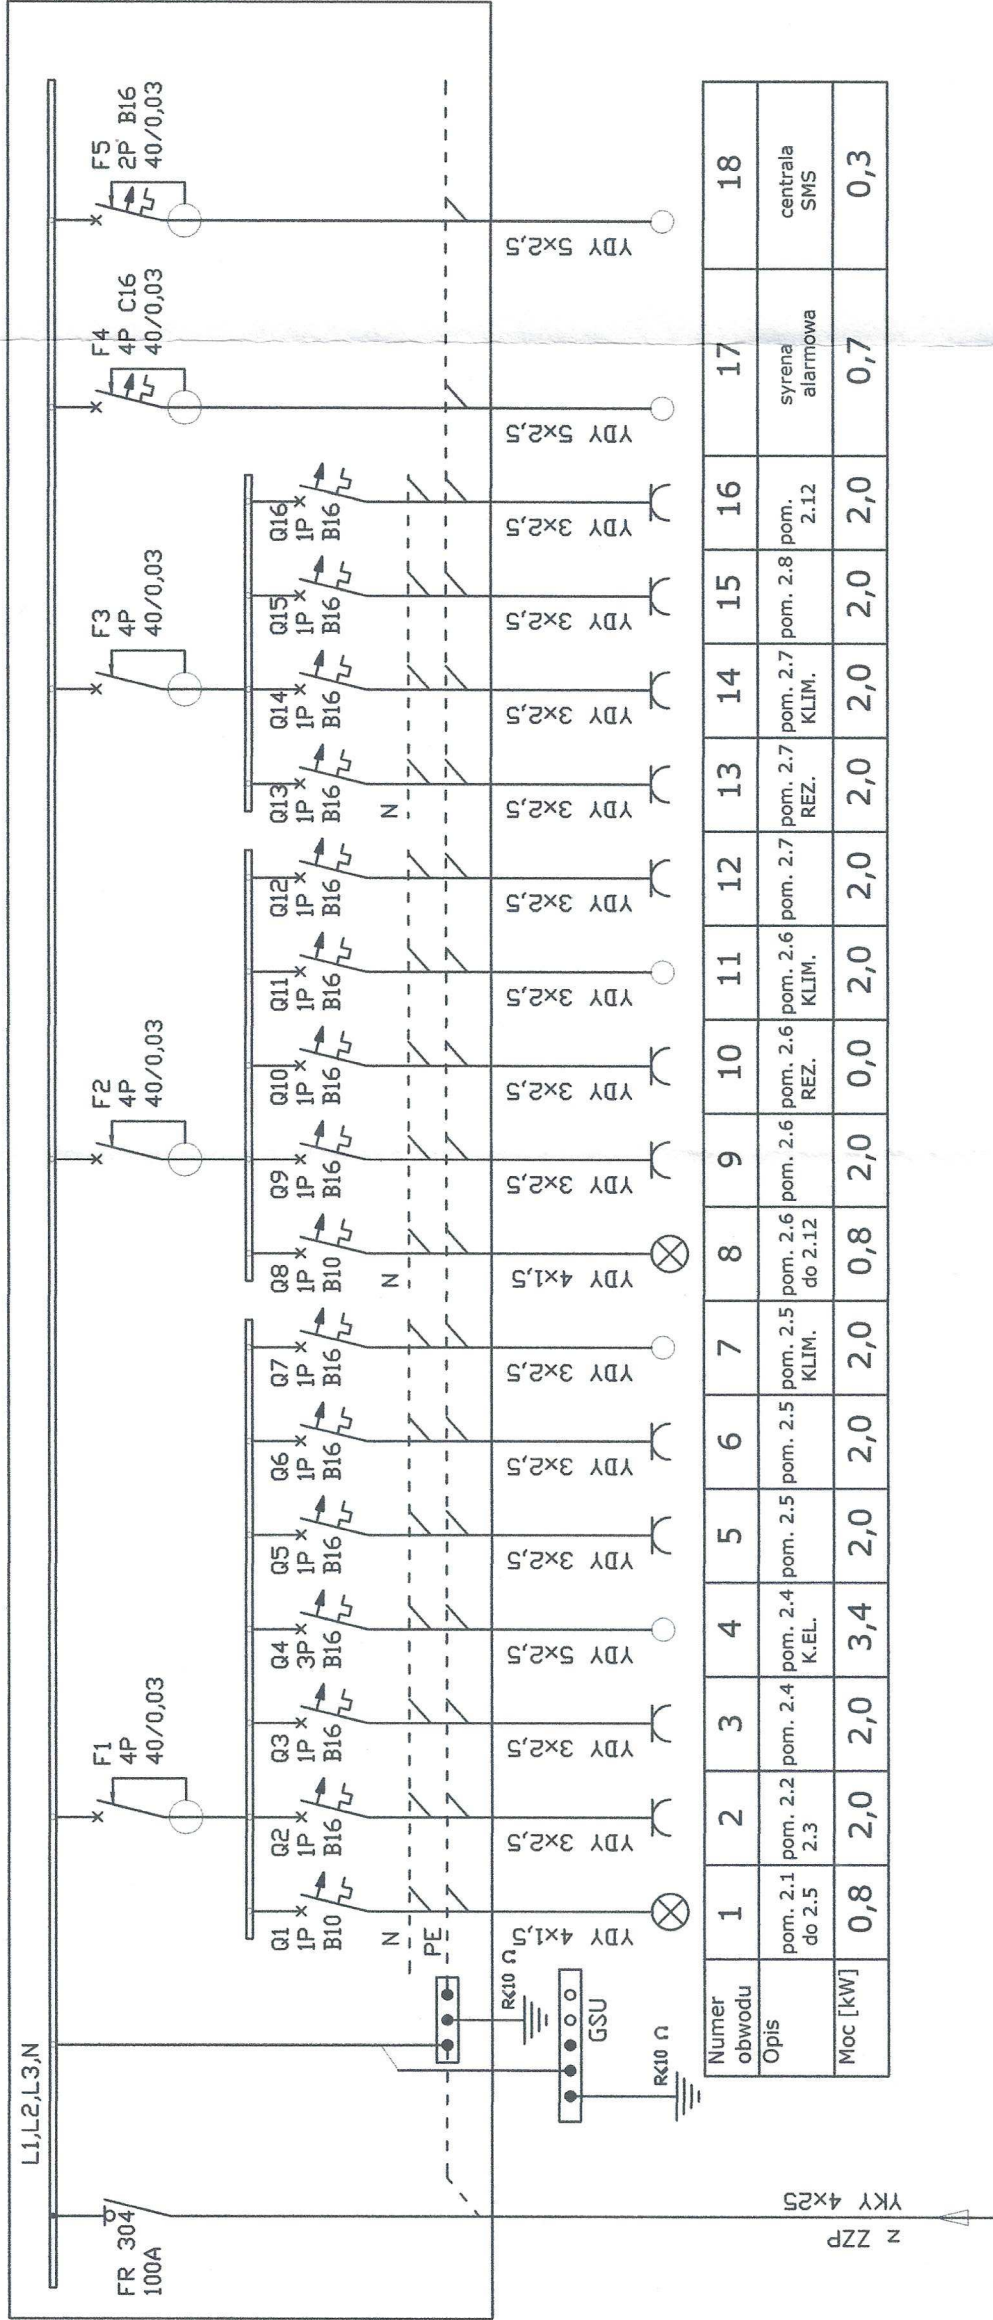 L1,L2,L3,N
FR 304
100A
F1
4P
40/0,03
F2
4P
40/0,03
F3
4P
40/0,03
F4
4P C16
40/0,03
F5
2P B16
40/0,03
Q1
1P
B10
Q2
1P
B16
Q3
1P
B16
Q4
3P
B16
Q5
1P
B16
Q6
1P
B16
Q7
1P
B16
Q8
1P
B10
Q9
1P
B16
Q10
1P
B16
Q11
1P
B16
Q12
1P
B16
Q13
1P
B16
Q14
1P
B16
Q15
1P
B16
Q16
1P
B16
N
N
N
PE
R≤10 Ω
GSU
R≤10 Ω
YDY 4x1,5
YDY 3x2,5
YDY 3x2,5
YDY 5x2,5
YDY 3x2,5
YDY 3x2,5
YDY 3x2,5
YDY 4x1,5
YDY 3x2,5
YDY 3x2,5
YDY 3x2,5
YDY 3x2,5
YDY 3x2,5
YDY 3x2,5
YDY 3x2,5
YDY 3x2,5
YDY 5x2,5
YDY 5x2,5
z ZZP
YKY 4x25
Numer obwodu 1 2 3 4 5 6 7 8 9 10 11 12 13 14 15 16 17 18
Opis
pom. 2.1 do 2.5
pom. 2.2 2.3
pom. 2.4
pom. 2.4 K.EL.
pom. 2.5
pom. 2.5
pom. 2.5 KLIM.
pom. 2.6 do 2.12
pom. 2.6
pom. 2.6 REZ.
pom. 2.6 KLIM.
pom. 2.7
pom. 2.7 REZ.
pom. 2.7 KLIM.
pom. 2.8
pom. 2.12
syrena alarmowa
centrala SMS
Moc [kW] 0,8 2,0 2,0 3,4 2,0 2,0 2,0 0,8 2,0 0,0 2,0 2,0 2,0 2,0 2,0 2,0 0,7 0,3